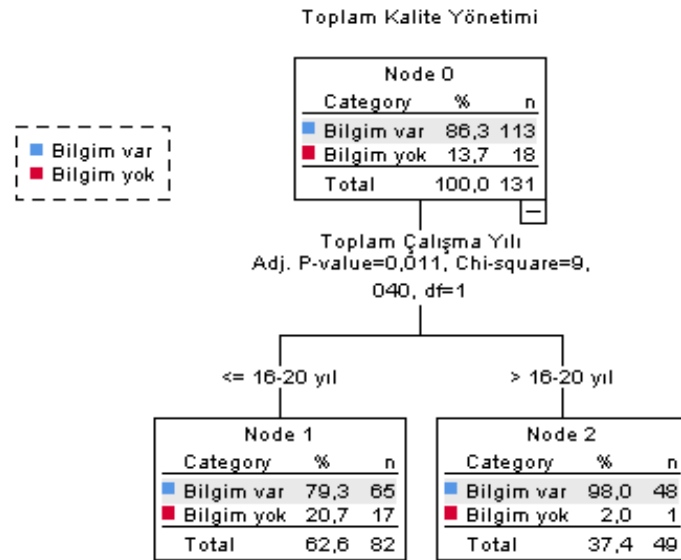 Toplam Kalite Yönetimi
Node 0
Category % n
Bilgim var 86,3 113
Bilgim yok 13,7 18
Total 100,0 131
Bilgim var
Bilgim yok
Toplam Çalışma Yılı
Adj. P-value=0,011, Chi-square=9,
040, df=1
<= 16-20 yıl
> 16-20 yıl
Node 1
Category % n
Bilgim var 79,3 65
Bilgim yok 20,7 17
Total 62,6 82
Node 2
Category % n
Bilgim var 98,0 48
Bilgim yok 2,0 1
Total 37,4 49